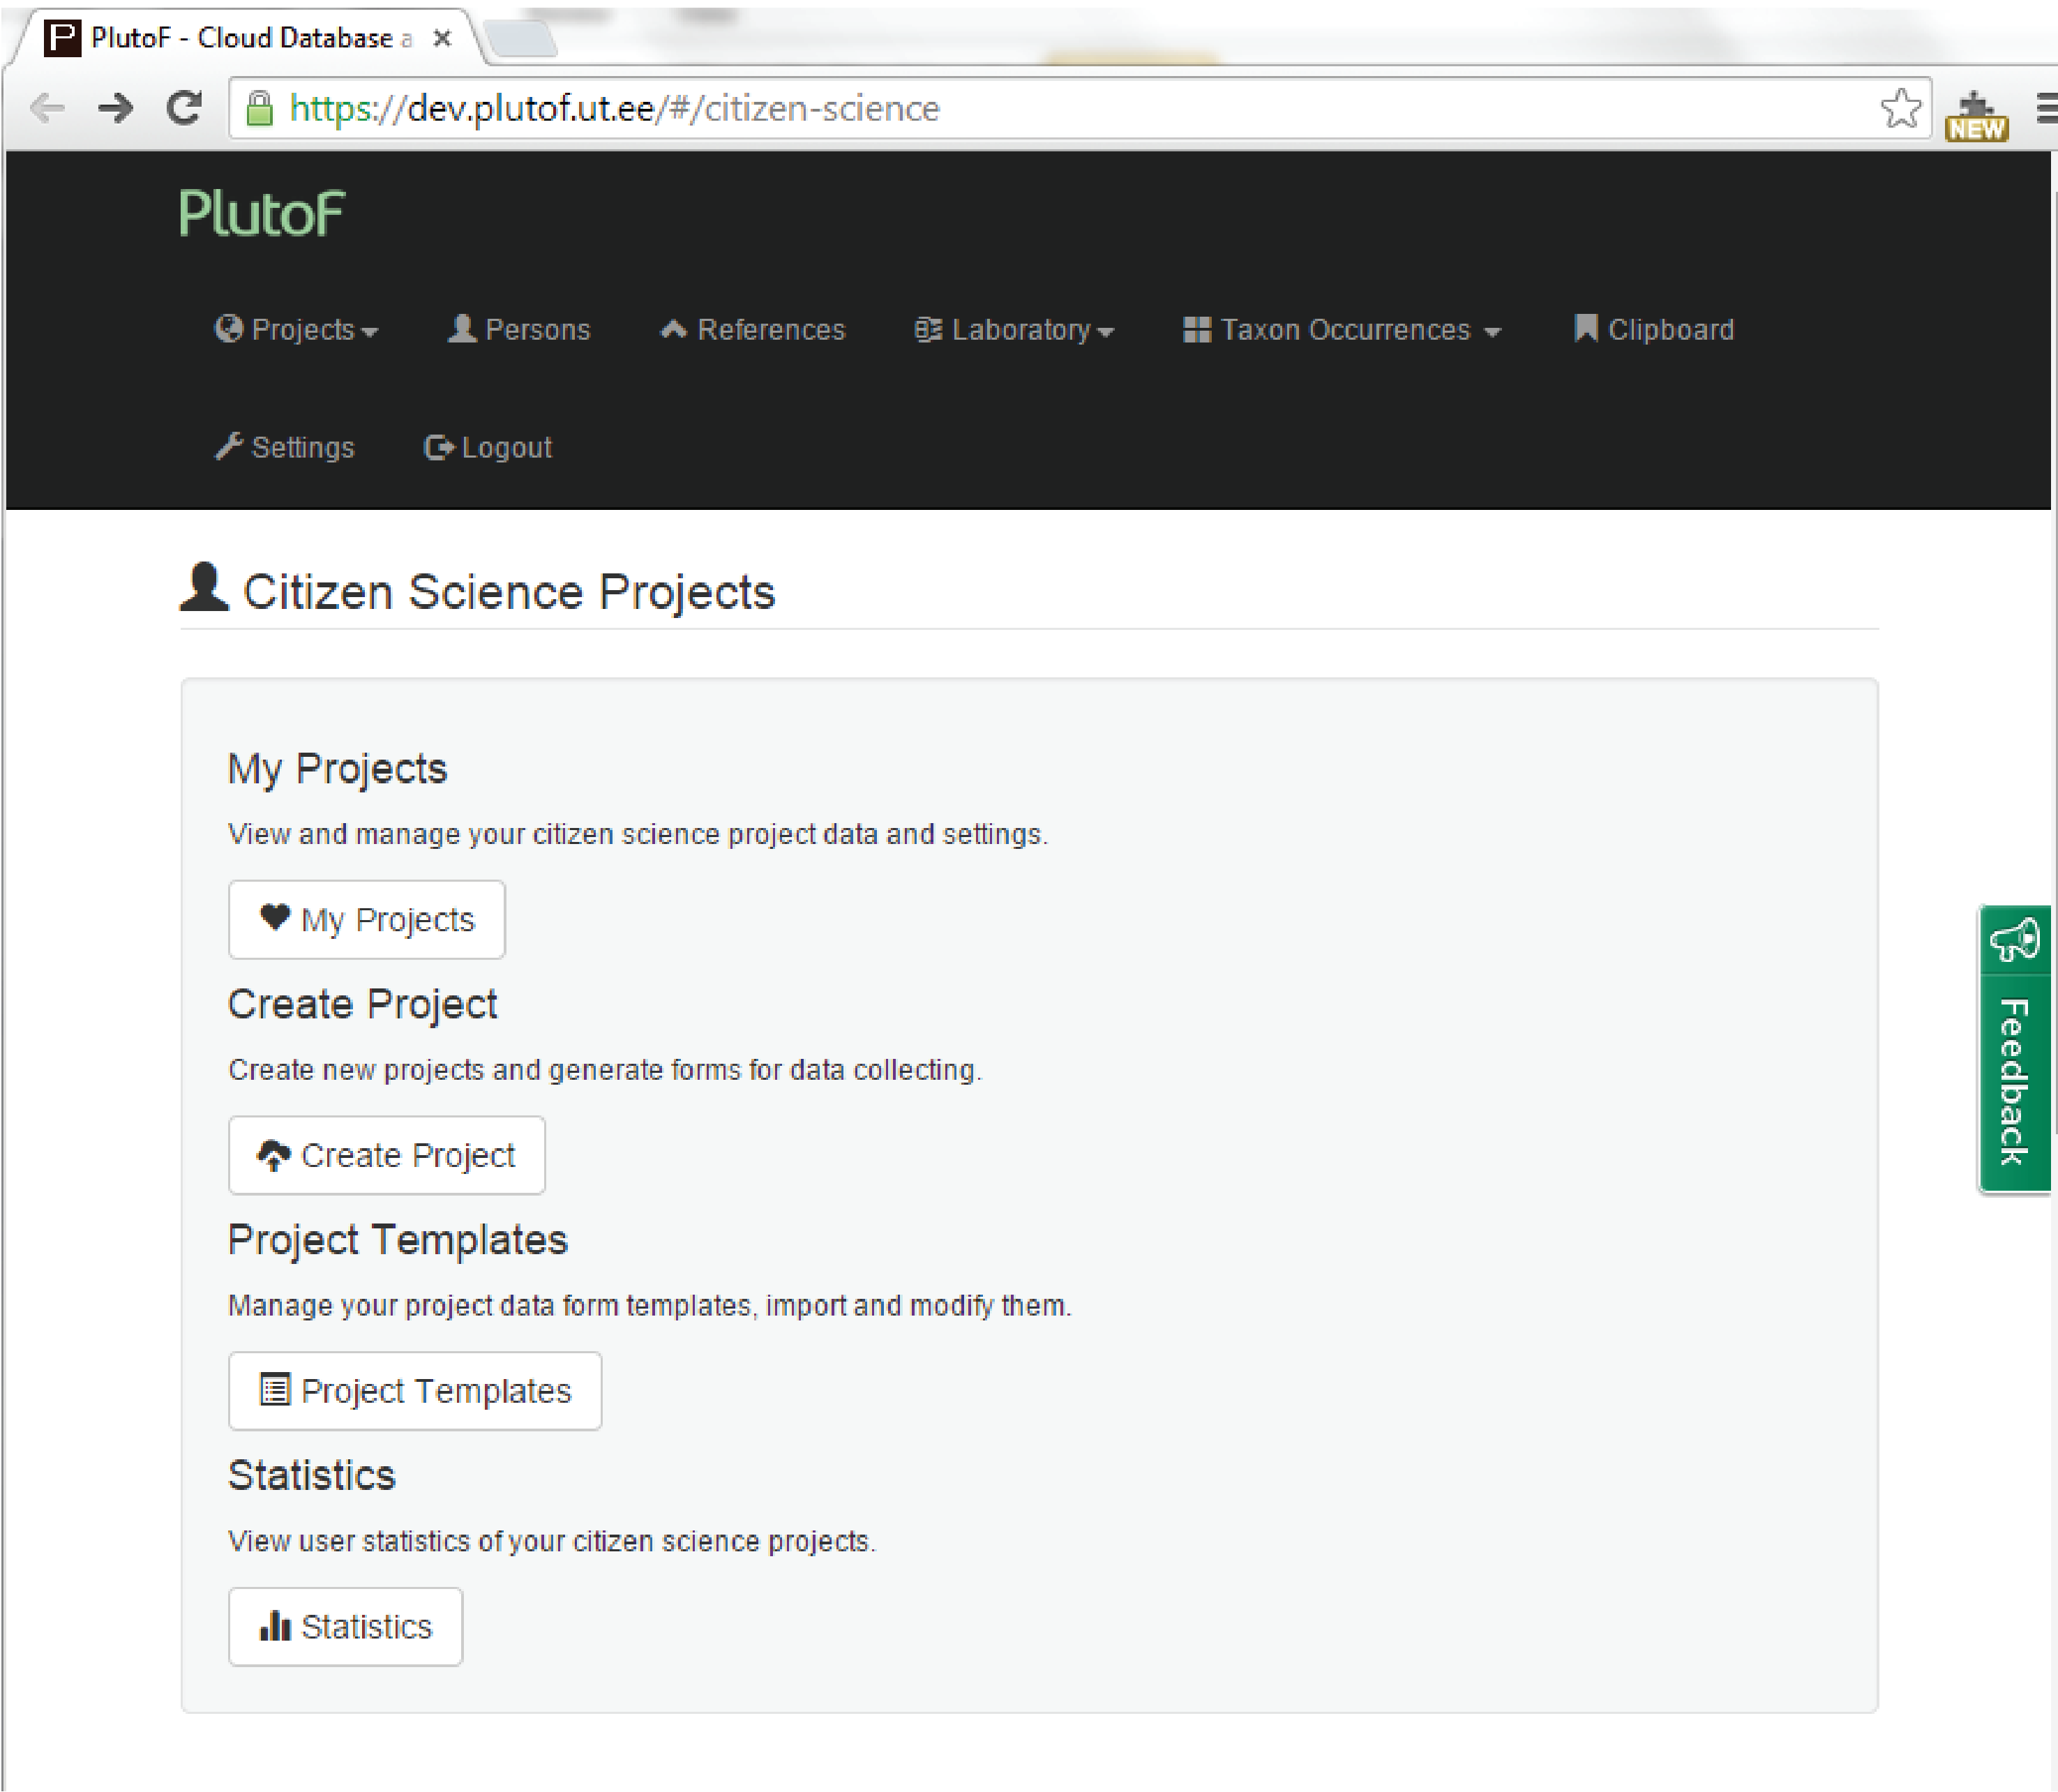 PlutoF - Cloud Database a
https://dev.plutof.ut.ee/#/citizen-science
NEW
PlutoF
Projects Persons References Laboratory Taxon Occurrences Clipboard
Settings Logout
Citizen Science Projects
My Projects
View and manage your citizen science project data and settings.
My Projects
Create Project
Create new projects and generate forms for data collecting.
Create Project
Project Templates
Manage your project data form templates, import and modify them.
Project Templates
Statistics
View user statistics of your citizen science projects.
Statistics
Feedback